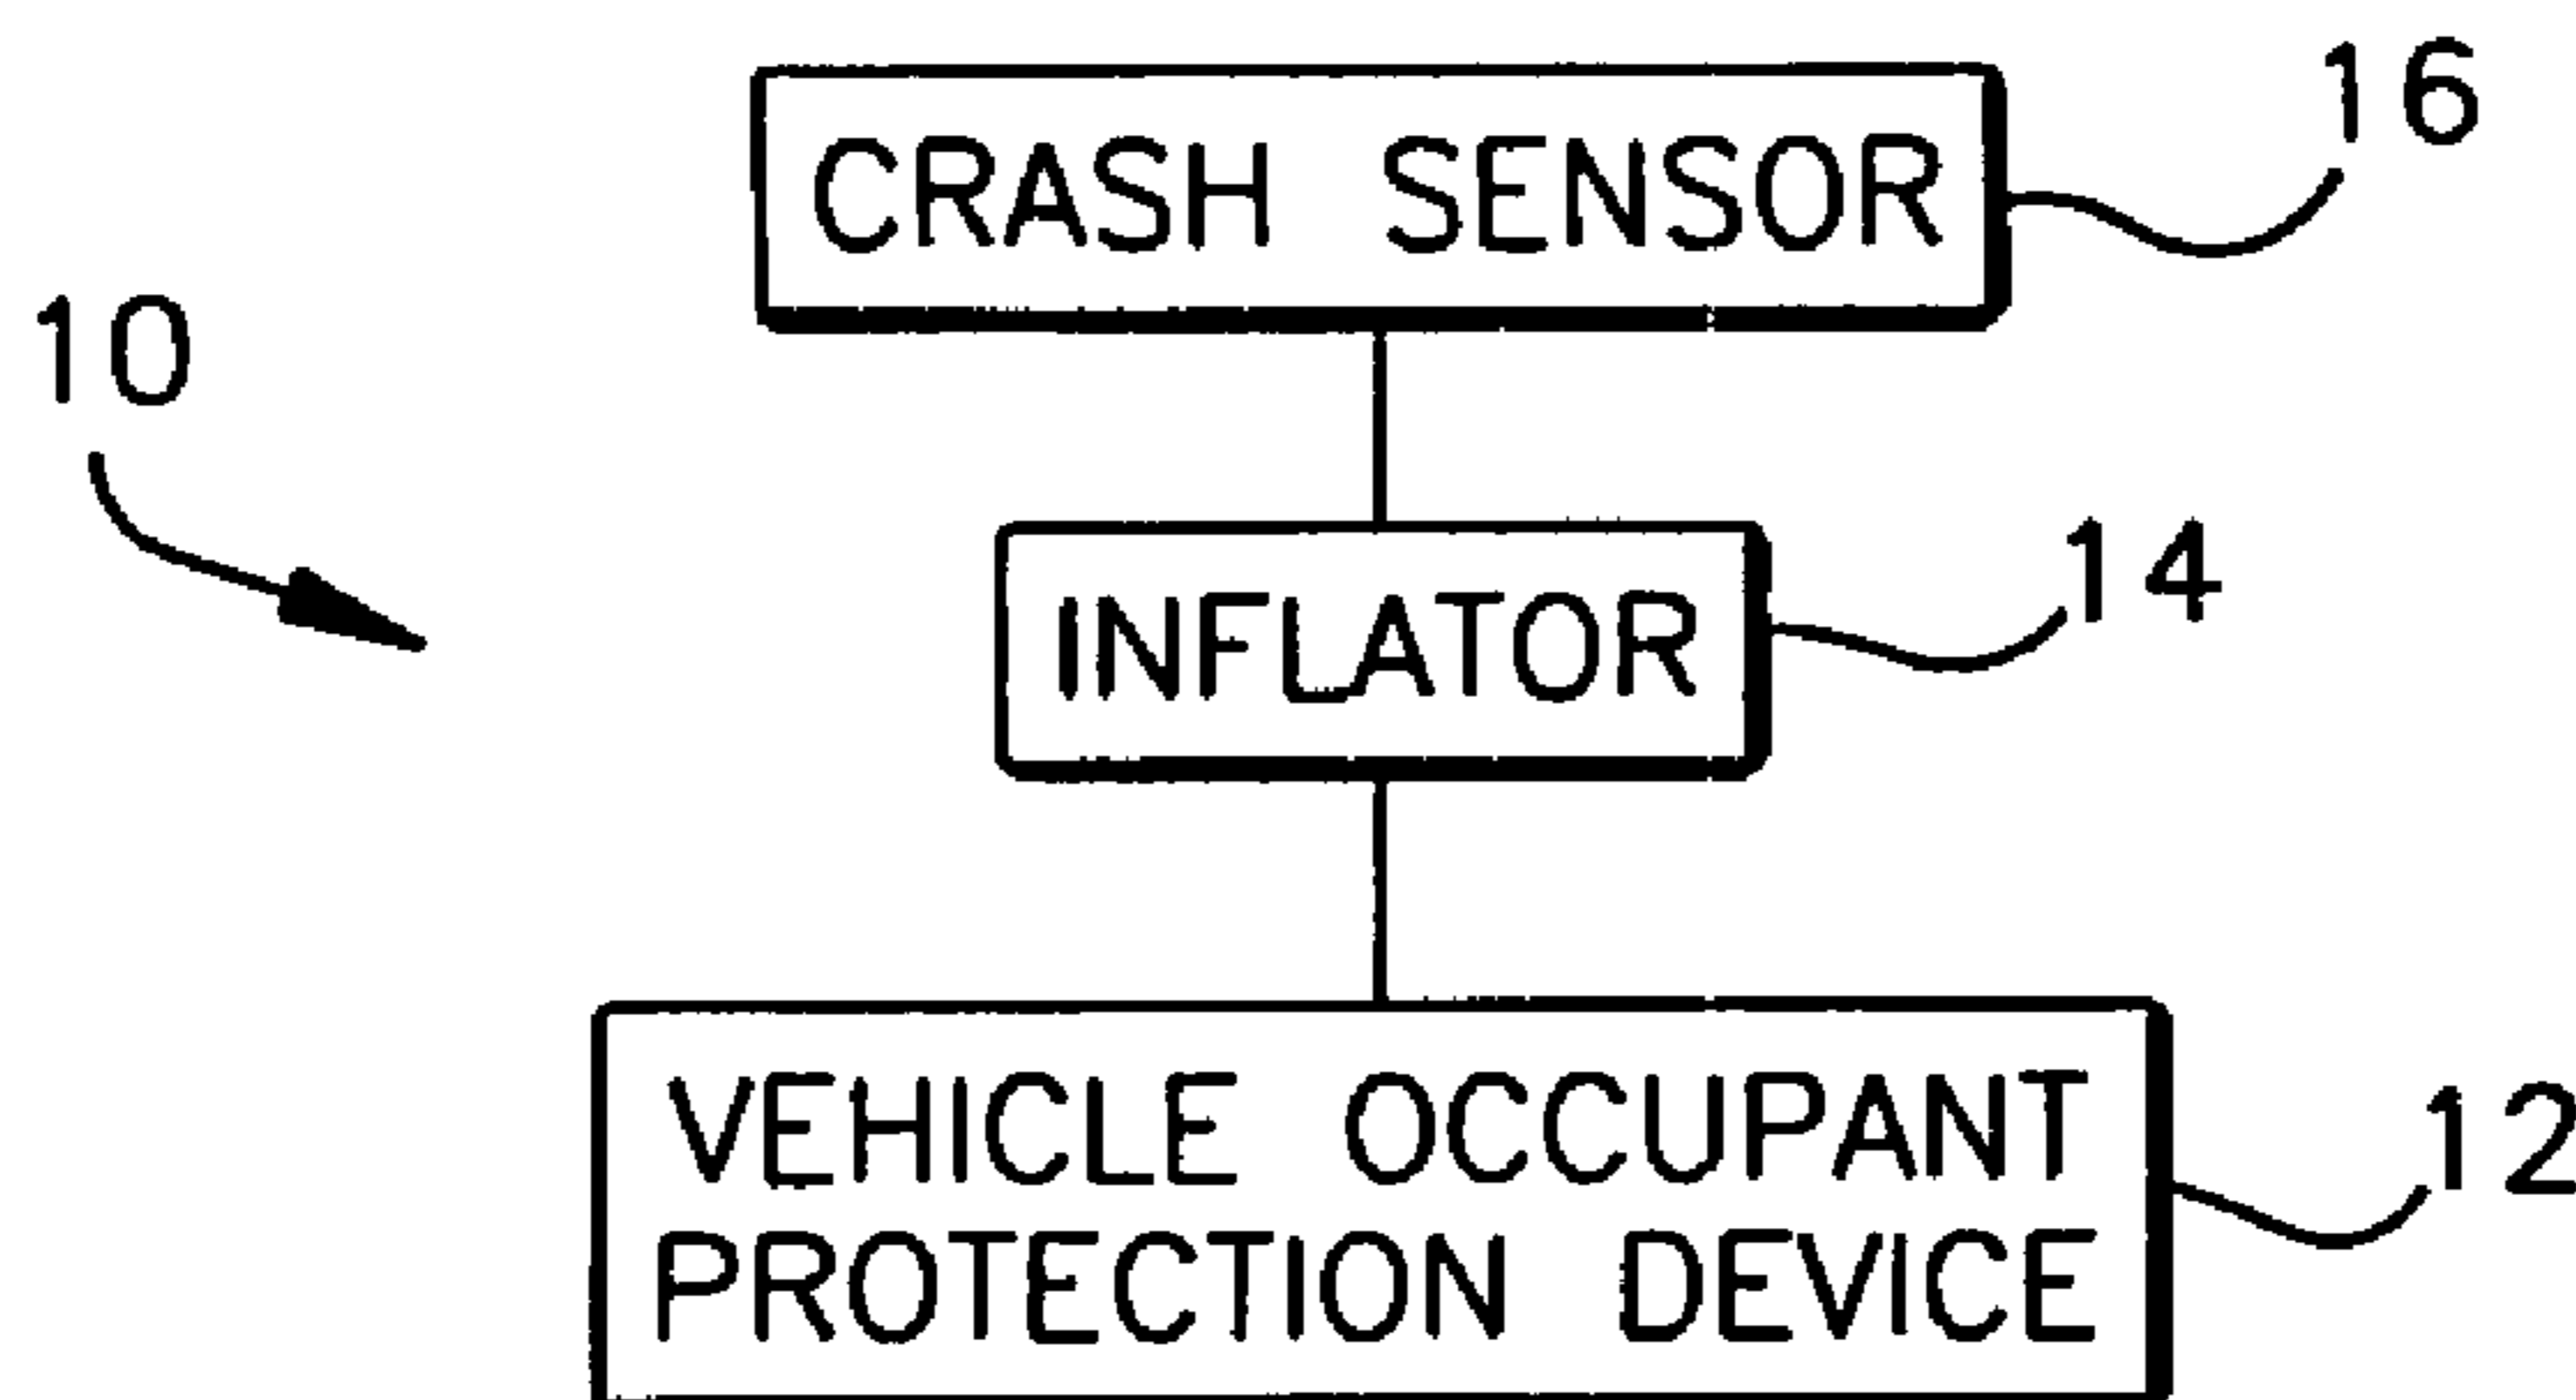 CRASH SENSOR
16
10
INFLATOR
14
VEHICLE OCCUPANT
PROTECTION DEVICE
12